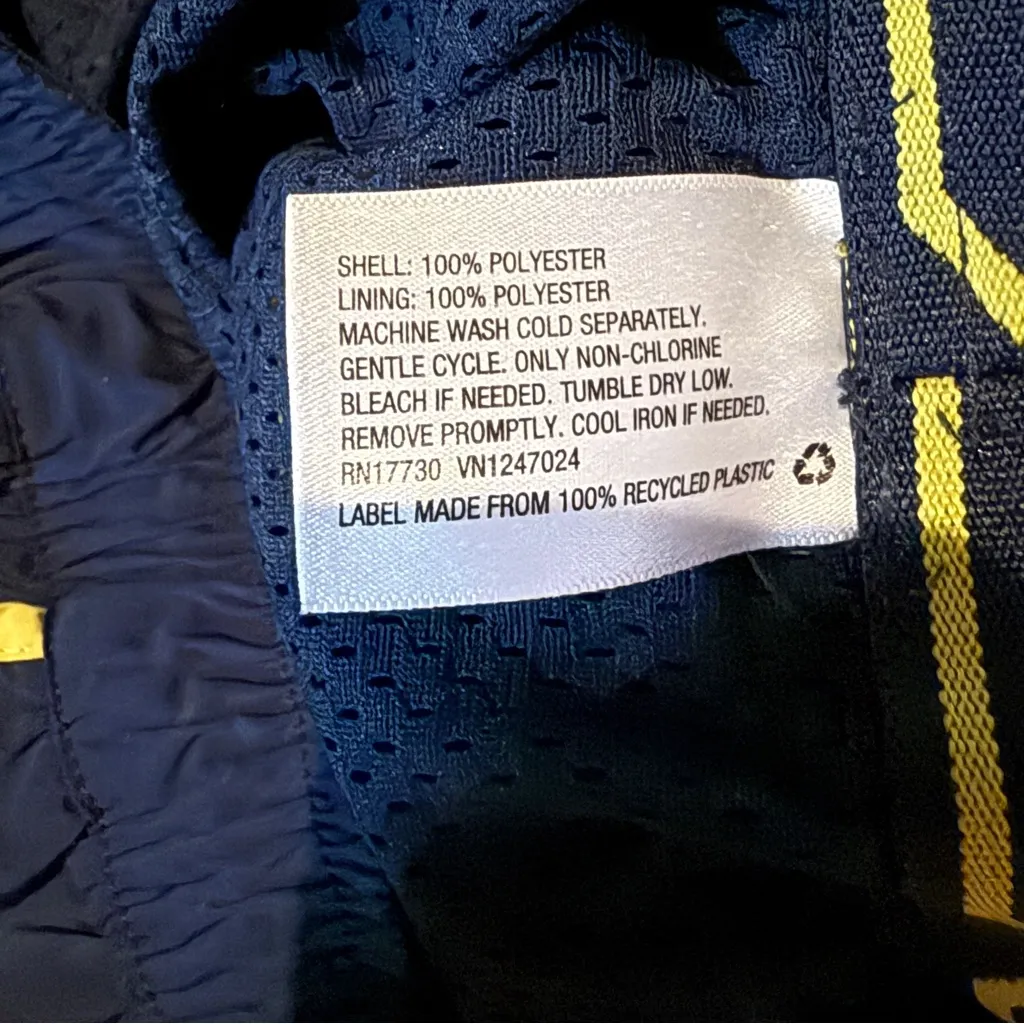 SHELL: 100% POLYESTER
LINING: 100% POLYESTER
MACHINE WASH COLD SEPARATELY.
GENTLE CYCLE. ONLY NON-CHLORINE
BLEACH IF NEEDED. TUMBLE DRY LOW.
REMOVE PROMPTLY. COOL IRON IF NEEDED.
RN17730 VN1247024
LABEL MADE FROM 100% RECYCLED PLASTIC